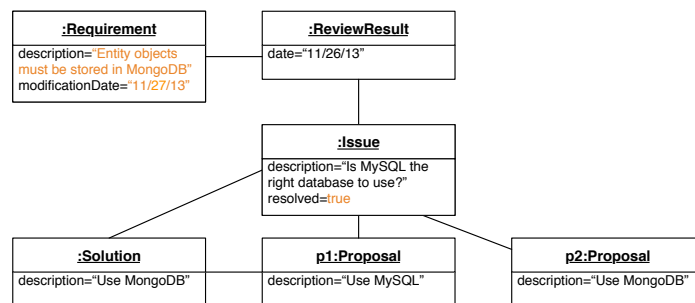 :Requirement
description=“Entity objects
must be stored in MongoDB”
modificationDate=“11/27/13”
:ReviewResult
date=“11/26/13”
:Issue
description=“Is MySQL the
right database to use?”
resolved=true
:Solution
description=“Use MongoDB”
p1:Proposal
description=“Use MySQL”
p2:Proposal
description=“Use MongoDB”